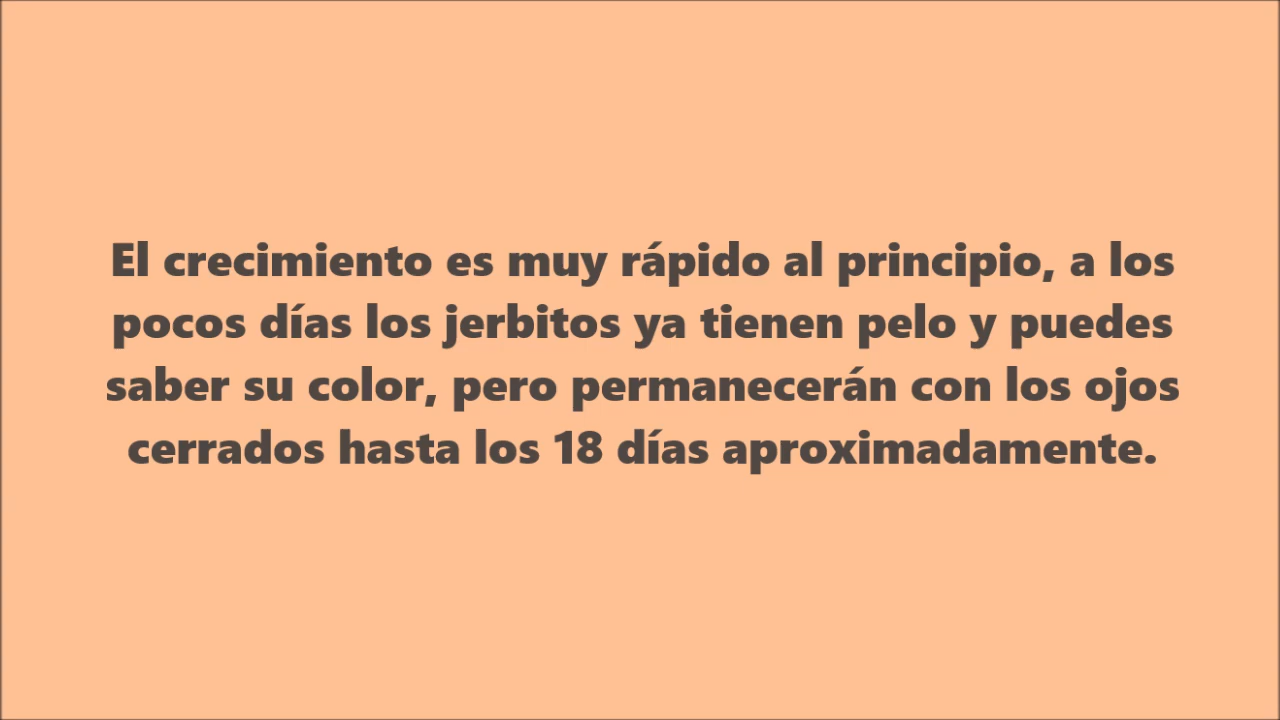 El crecimiento es muy rápido al principio, a los
pocos días los jerbitos ya tienen pelo y puedes
saber su color, pero permanecerán con los ojos
cerrados hasta los 18 días aproximadamente.